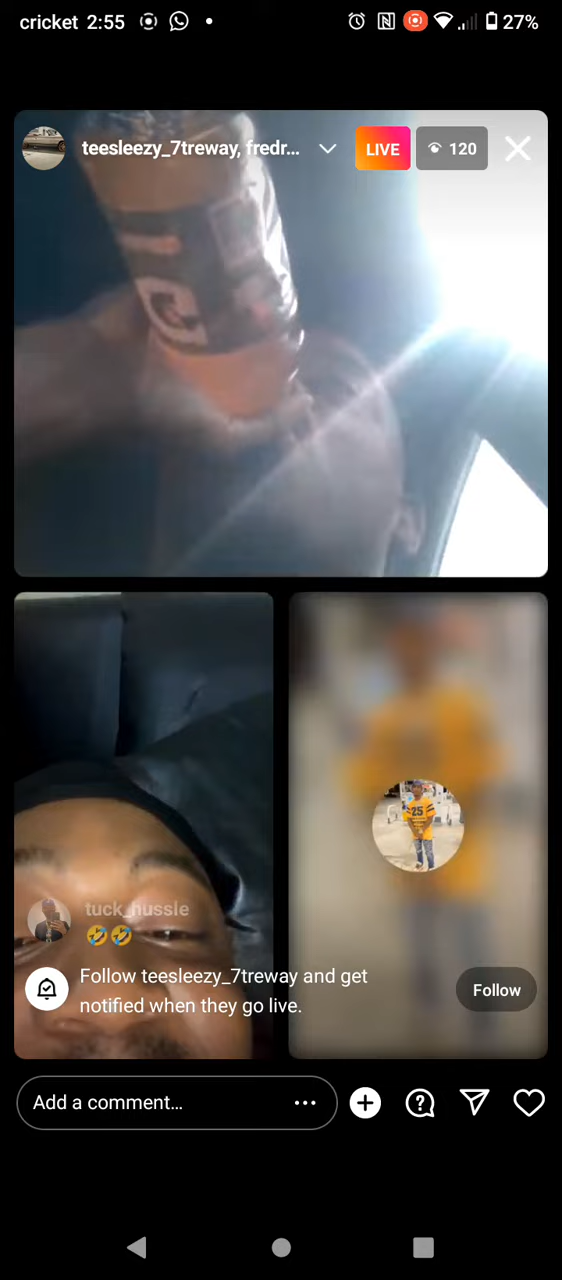 cricket 2:55
27%
teesleezy_7treway, fredr...
LIVE
120
25
tuck_hussle
🤣🤣
Follow teesleezy_7treway and get
notified when they go live.
Follow
Add a comment...